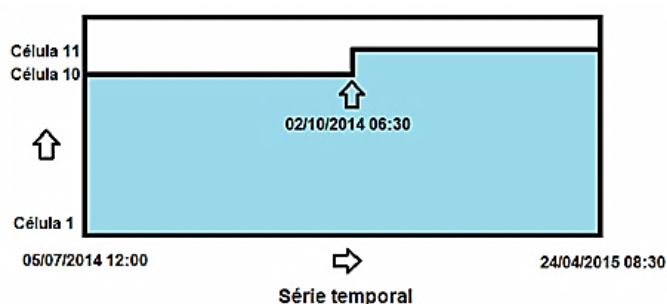 Célula 11
Célula 10
02/10/2014 06:30
Célula 1
05/07/2014 12:00
24/04/2015 08:30
Série temporal